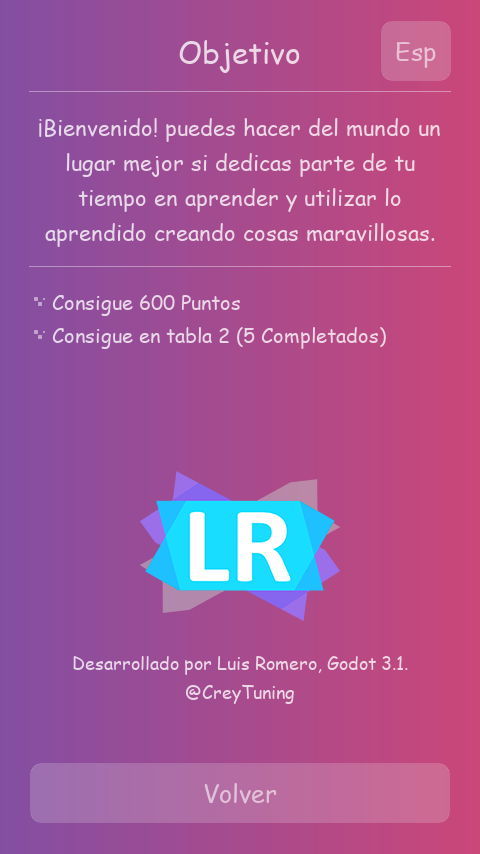 Objetivo
Esp
¡Bienvenido! puedes hacer del mundo un
lugar mejor si dedicas parte de tu
tiempo en aprender y utilizar lo
aprendido creando cosas maravillosas.
Consigue 600 Puntos
Consigue en tabla 2 (5 Completados)
LR
Desarrollado por Luis Romero, Godot 3.1.
@CreyTuning
Volver